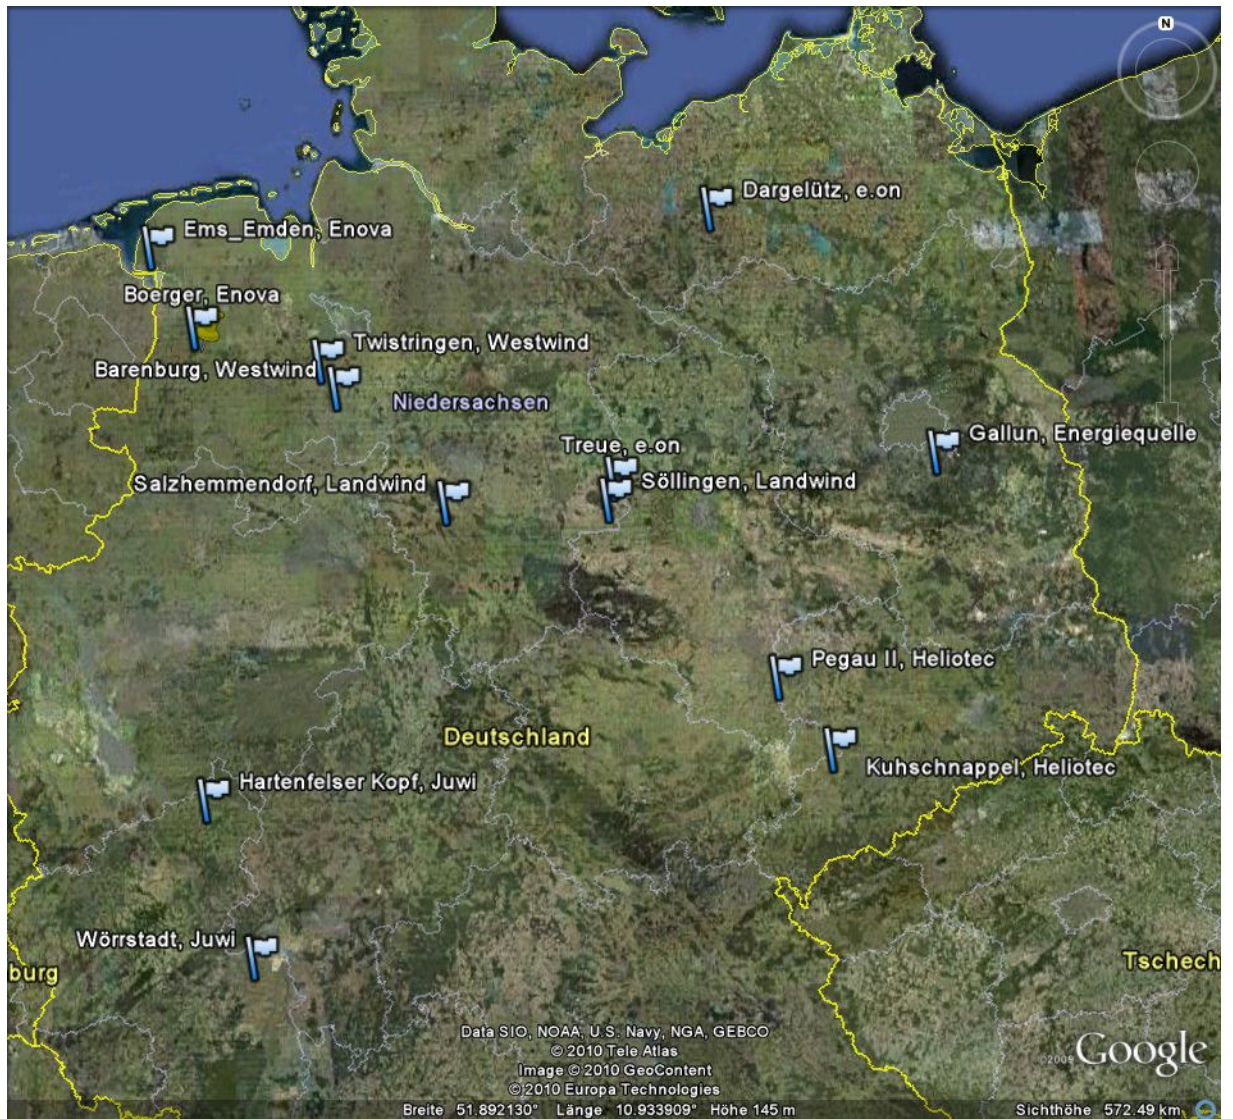 N
Dargelütz, e.on
Ems_Emden, Enova
Boerger, Enova
Twistringen, Westwind
Barenburg, Westwind
Niedersachsen
Gallun, Energiequelle
Treue, e.on
Salzhemmendorf, Landwind
Söllingen, Landwind
Pegau II, Heliotec
Deutschland
Kuhschnappel, Heliotec
Hartenfelser Kopf, Juwi
Wörrstadt, Juwi
burg
Tschech
Data SIO, NOAA, U.S. Navy, NGA, GEBCO
© 2010 Tele Atlas
Image © 2010 GeoContent
© 2010 Europa Technologies
©2009 Google
Breite 51.892130° Länge 10.933909° Höhe 145 m Sichthöhe 572.49 km